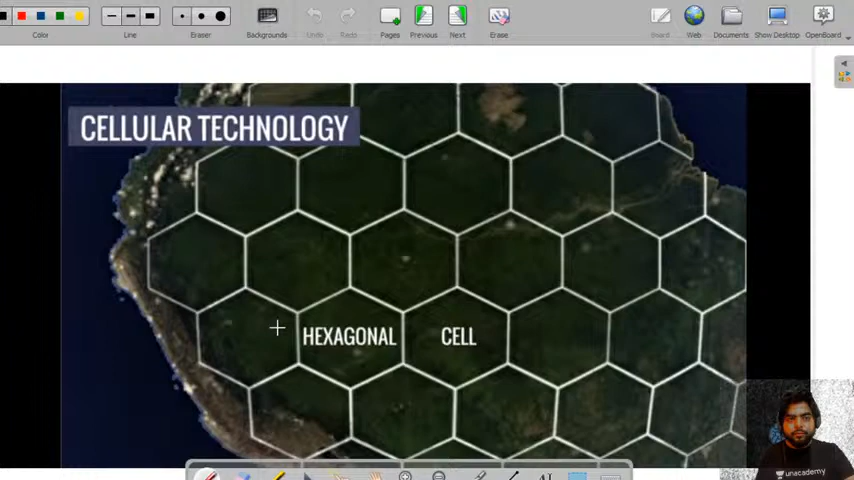 Color
Line
Eraser
Backgrounds
Undo
Redo
Pages
Previous
Next
Erase
Board
Web
Documents
Show Desktop
OpenBoard
CELLULAR TECHNOLOGY
HEXAGONAL
CELL
unacademy